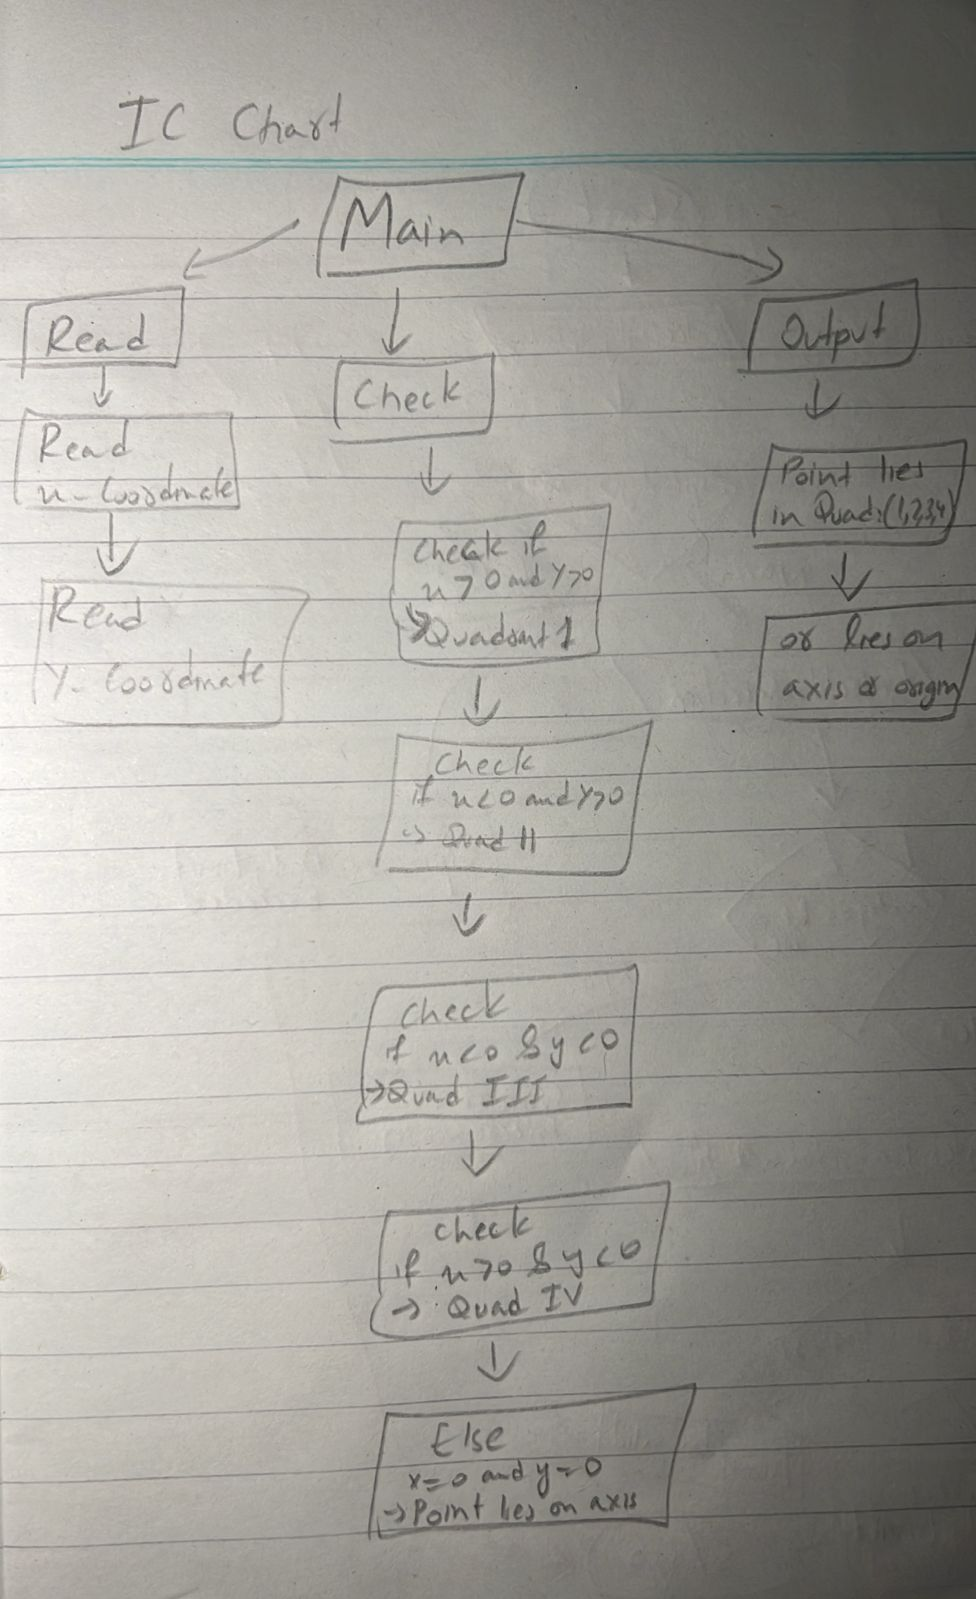 IC Chart
Main
Read
Read
x-Coordinate
Read
Y-Coordinate
Check
Check if
x > 0 and Y>0
→Quadrant 1
Check
if x<0 and Y>0
→ Quad II
Check
if x<0 & y<0
→Quad III
check
if x>0 & y<0
→ Quad IV
Else
x=0 and y=0
→Point lies on axis
Output
Point lies
in Quad:(1,2,3,4)
or lies on
axis or origin